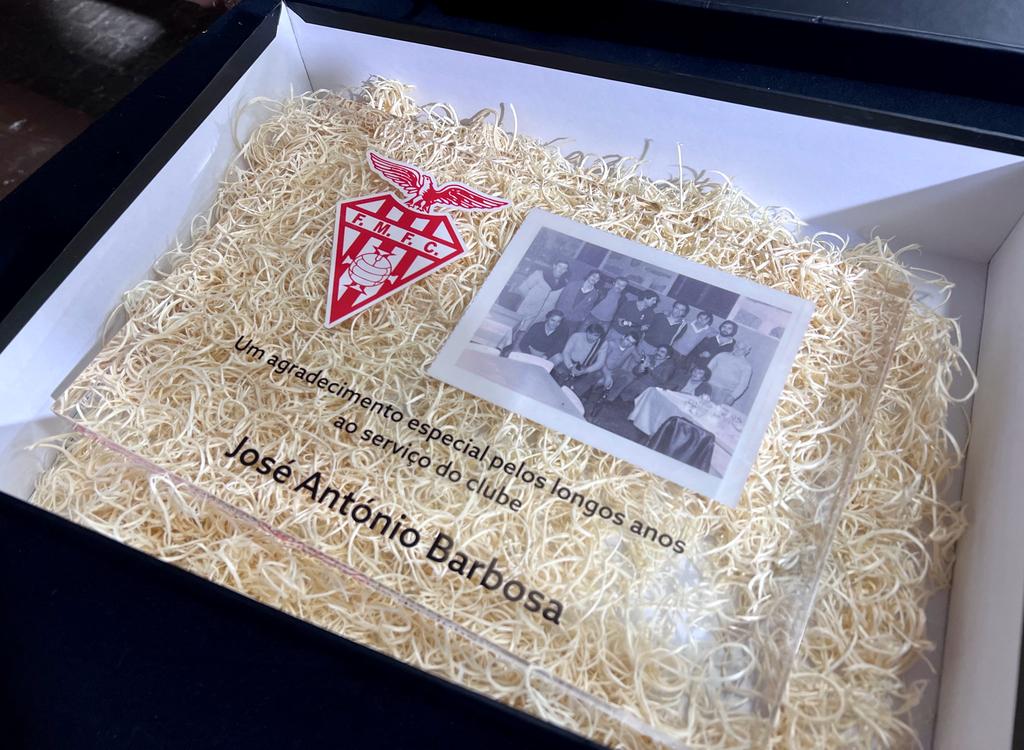 F. M. F. C.
Um agradecimento especial pelos longos anos
ao serviço do clube
José António Barbosa